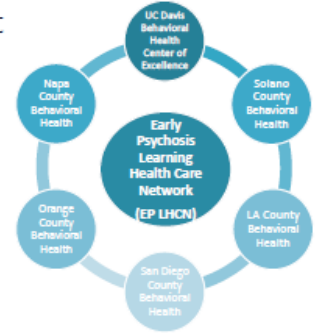 t
UC Davis
Behavioral
Health
Center of
Excellence
Solano
County
Behavioral
Health
LA County
Behavioral
Health
San Diego
County
Behavioral
Health
Orange
County
Behavioral
Health
Napa
County
Behavioral
Health
Early
Psychosis
Learning
Health Care
Network
(EP LHCN)